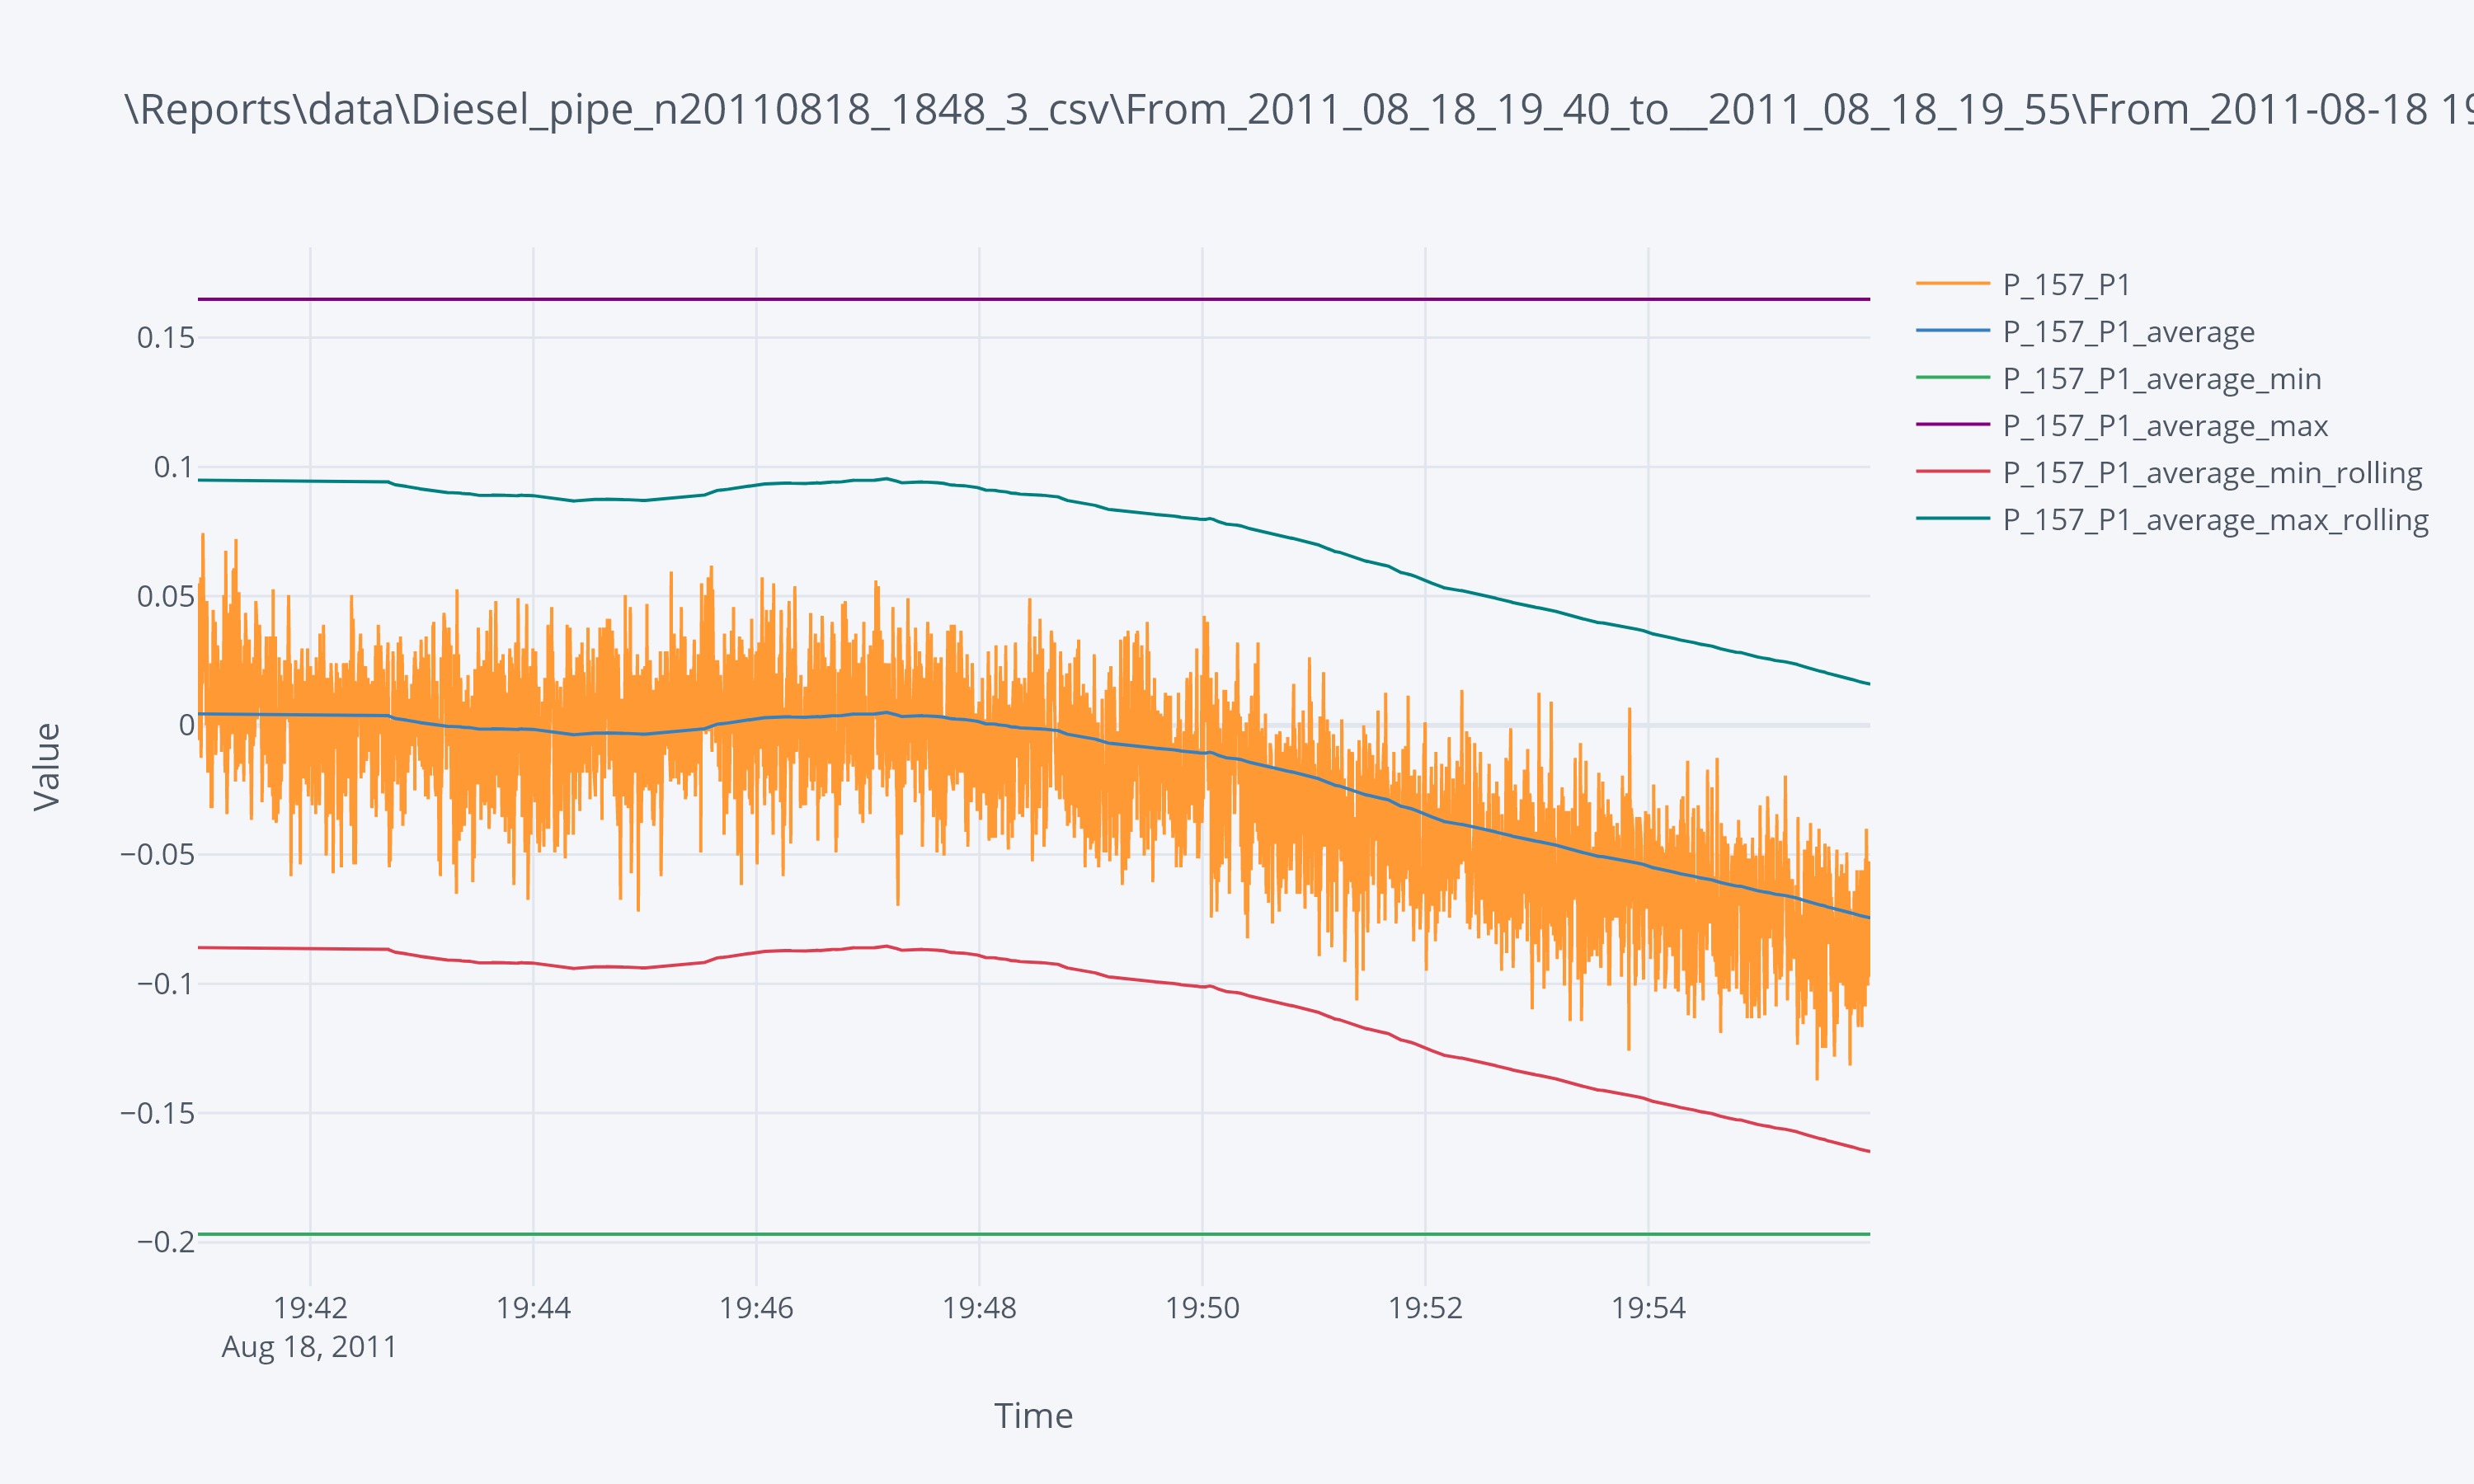 \Reports\data\Diesel_pipe_n20110818_1848_3_csv\From_2011_08_18_19_40_to__2011_08_18_19_55\From_2011-08-18 19
P_157_P1
P_157_P1_average
P_157_P1_average_min
P_157_P1_average_max
P_157_P1_average_min_rolling
P_157_P1_average_max_rolling
0.15
0.1
0.05
0
−0.05
−0.1
−0.15
−0.2
Value
19:42
19:44
19:46
19:48
19:50
19:52
19:54
Aug 18, 2011
Time